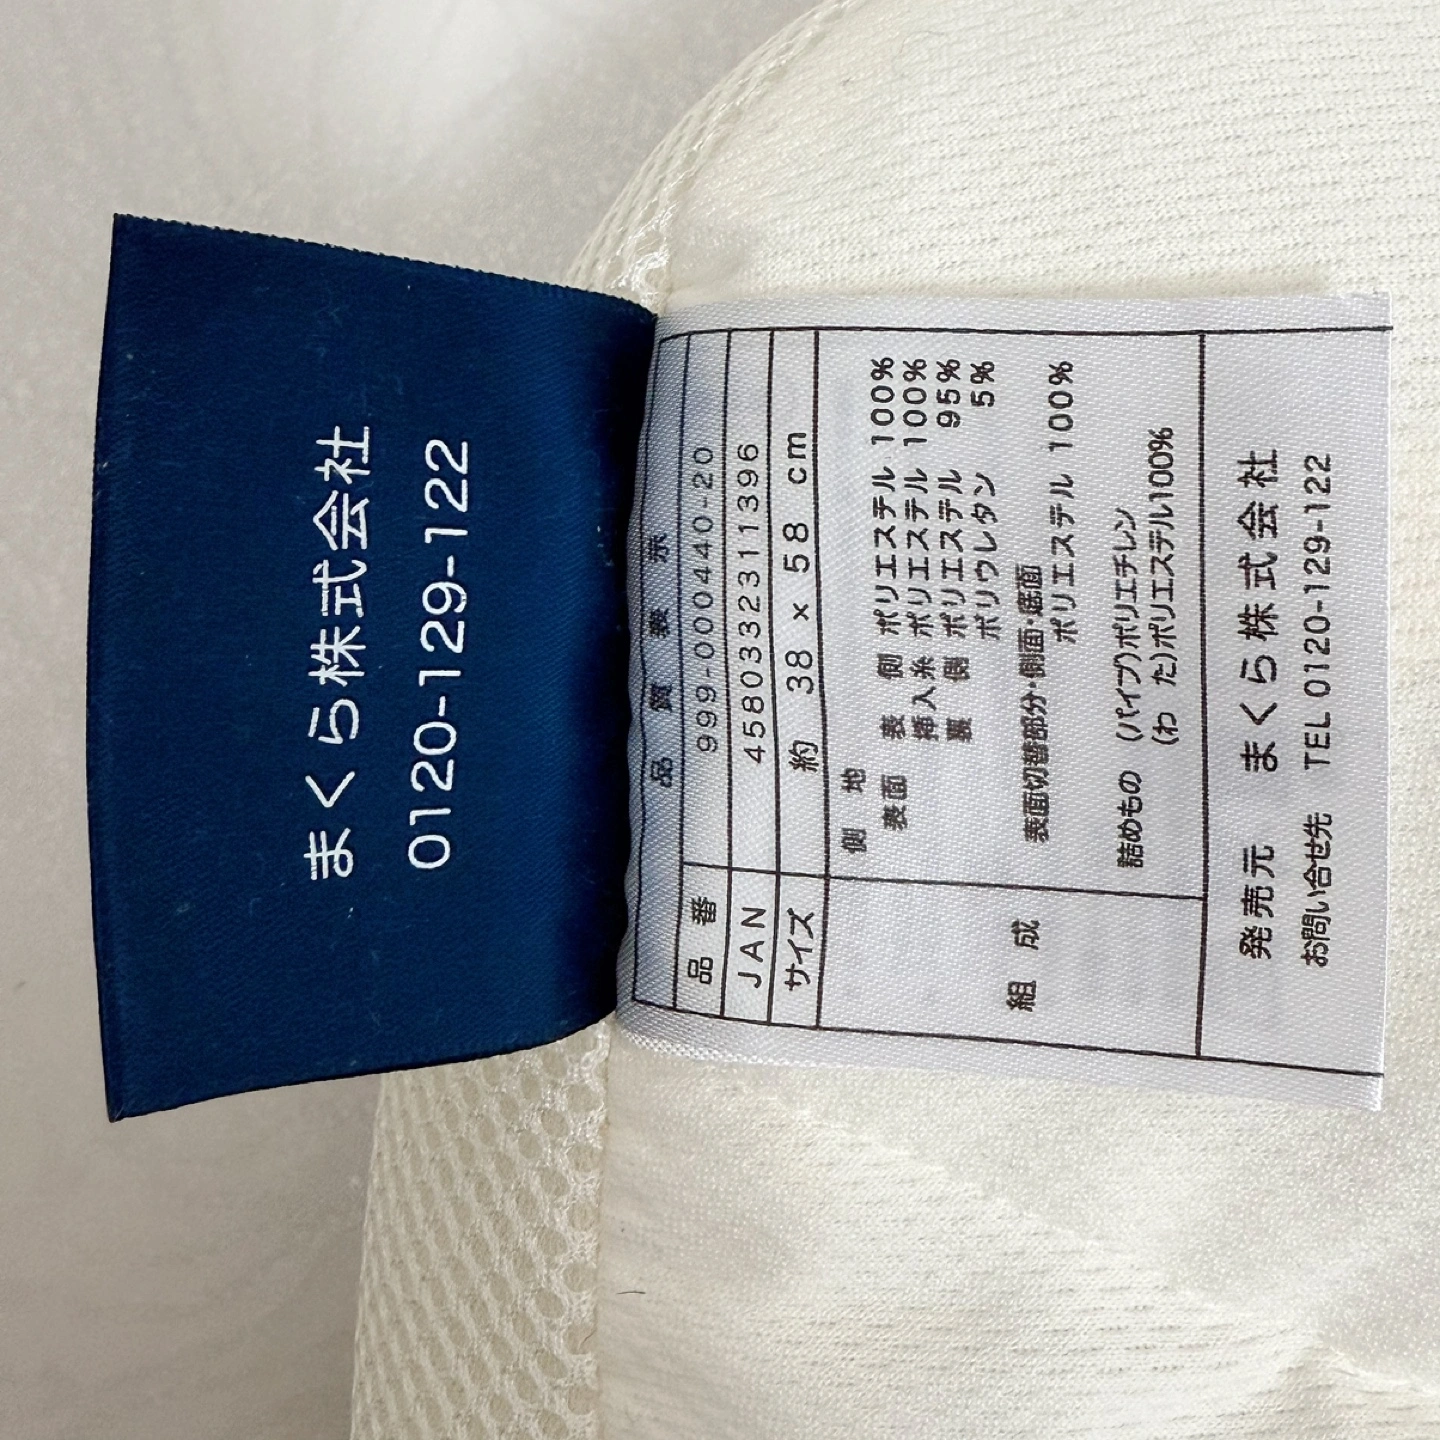 まくら株式会社
0120-129-122
品 質 表 示
品 番 999-000440-20
JAN 4580332311396
サイズ 約 38 × 58 cm
組 成
側 地
表面 表 側 ポリエステル 100%
挿入糸 ポリエステル 100%
裏 側 ポリエステル 95%
ポリウレタン 5%
表面切替部分・側面・底面
ポリエステル 100%
詰めもの (パイプ)ポリエチレン
(わ た)ポリエステル100%
発売元 まくら株式会社
お問い合せ先 TEL 0120-129-122